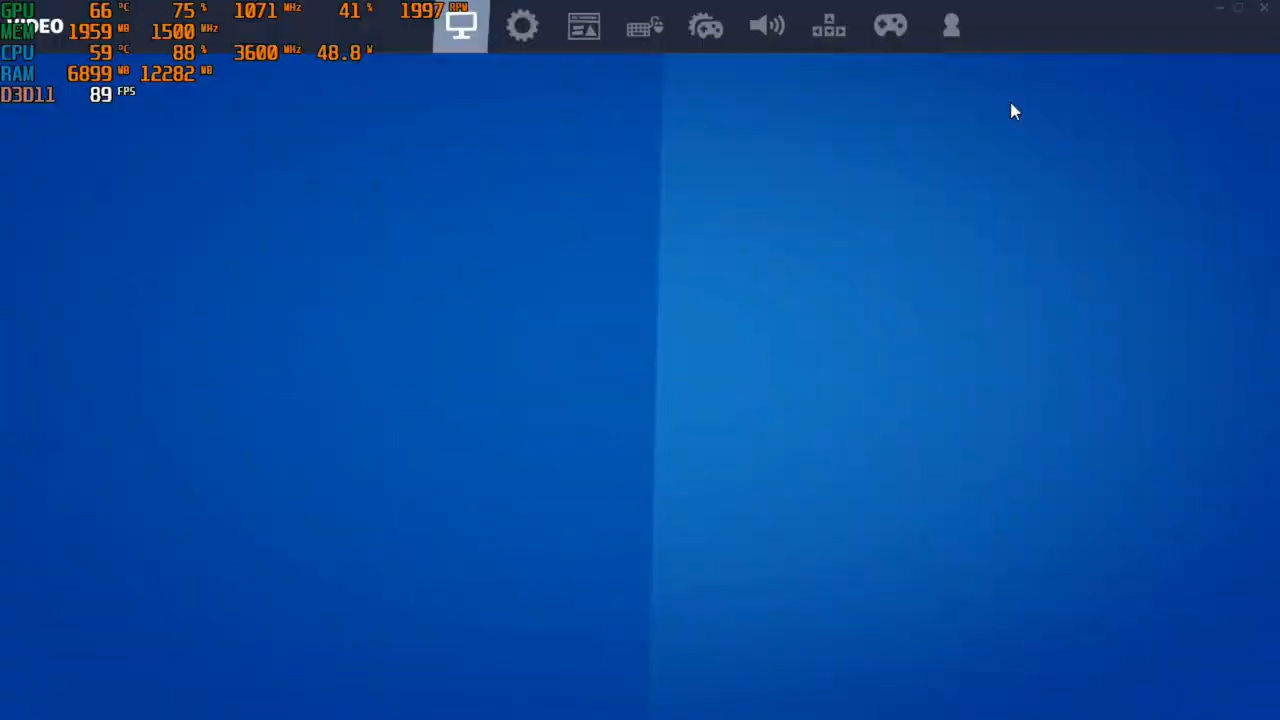 GPU 66 °C 75 % 1071 MHz 41 % 1997 RPM
VIDEO
MEM 1959 MB 1500 MHz
CPU 59 °C 88 % 3600 MHz 48.8 W
RAM 6899 MB 12282 MB
D3D11 89 FPS